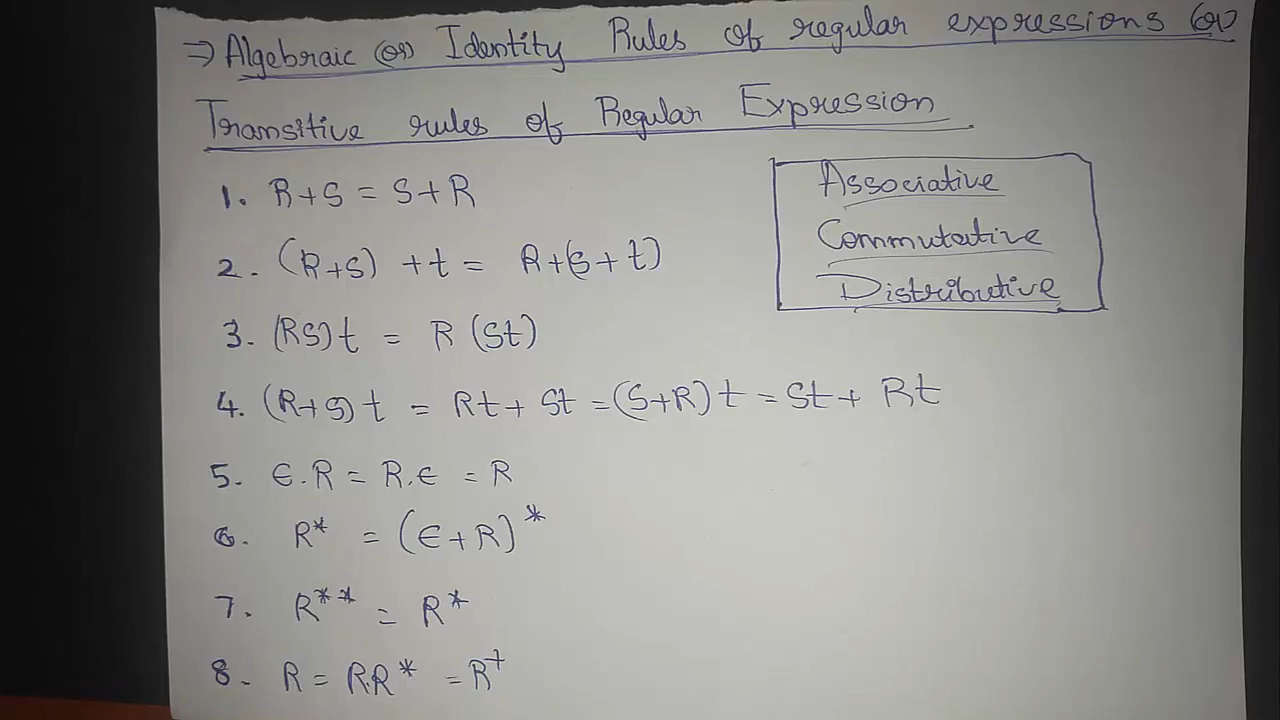 ⇒ Algebraic (or) Identity Rules of regular expressions (or)
Transitive rules of Regular Expression
1. R+S = S+R
2. (R+S) +t = R+(S+t)
3. (RS)t = R (St)
4. (R+S) t = Rt + St = (S+R) t = St + Rt
5. ϵ.R = R.ϵ = R
6. R* = (ϵ+R)*
7. R** = R*
8. R = R.R* = R⁺
Associative
Commutative
Distributive